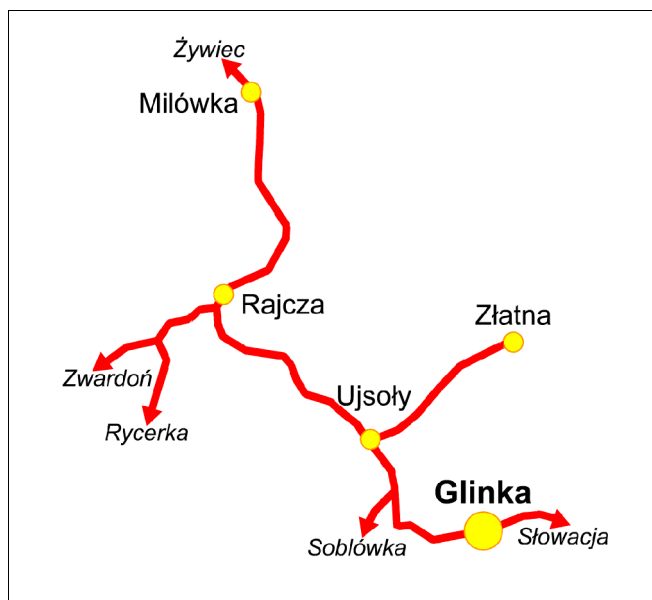 Żywiec
Milówka
Rajcza
Złatna
Zwardoń
Ujsoły
Rycerka
Glinka
Soblówka
Słowacja